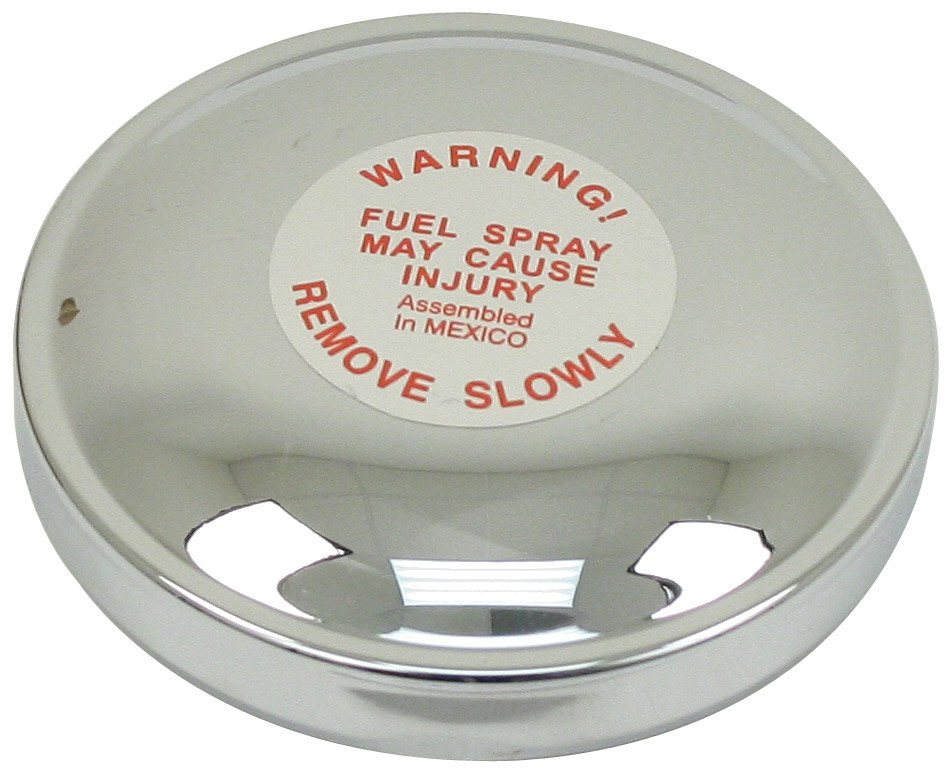 WARNING!
FUEL SPRAY
MAY CAUSE
INJURY
Assembled
In MEXICO
REMOVE SLOWLY